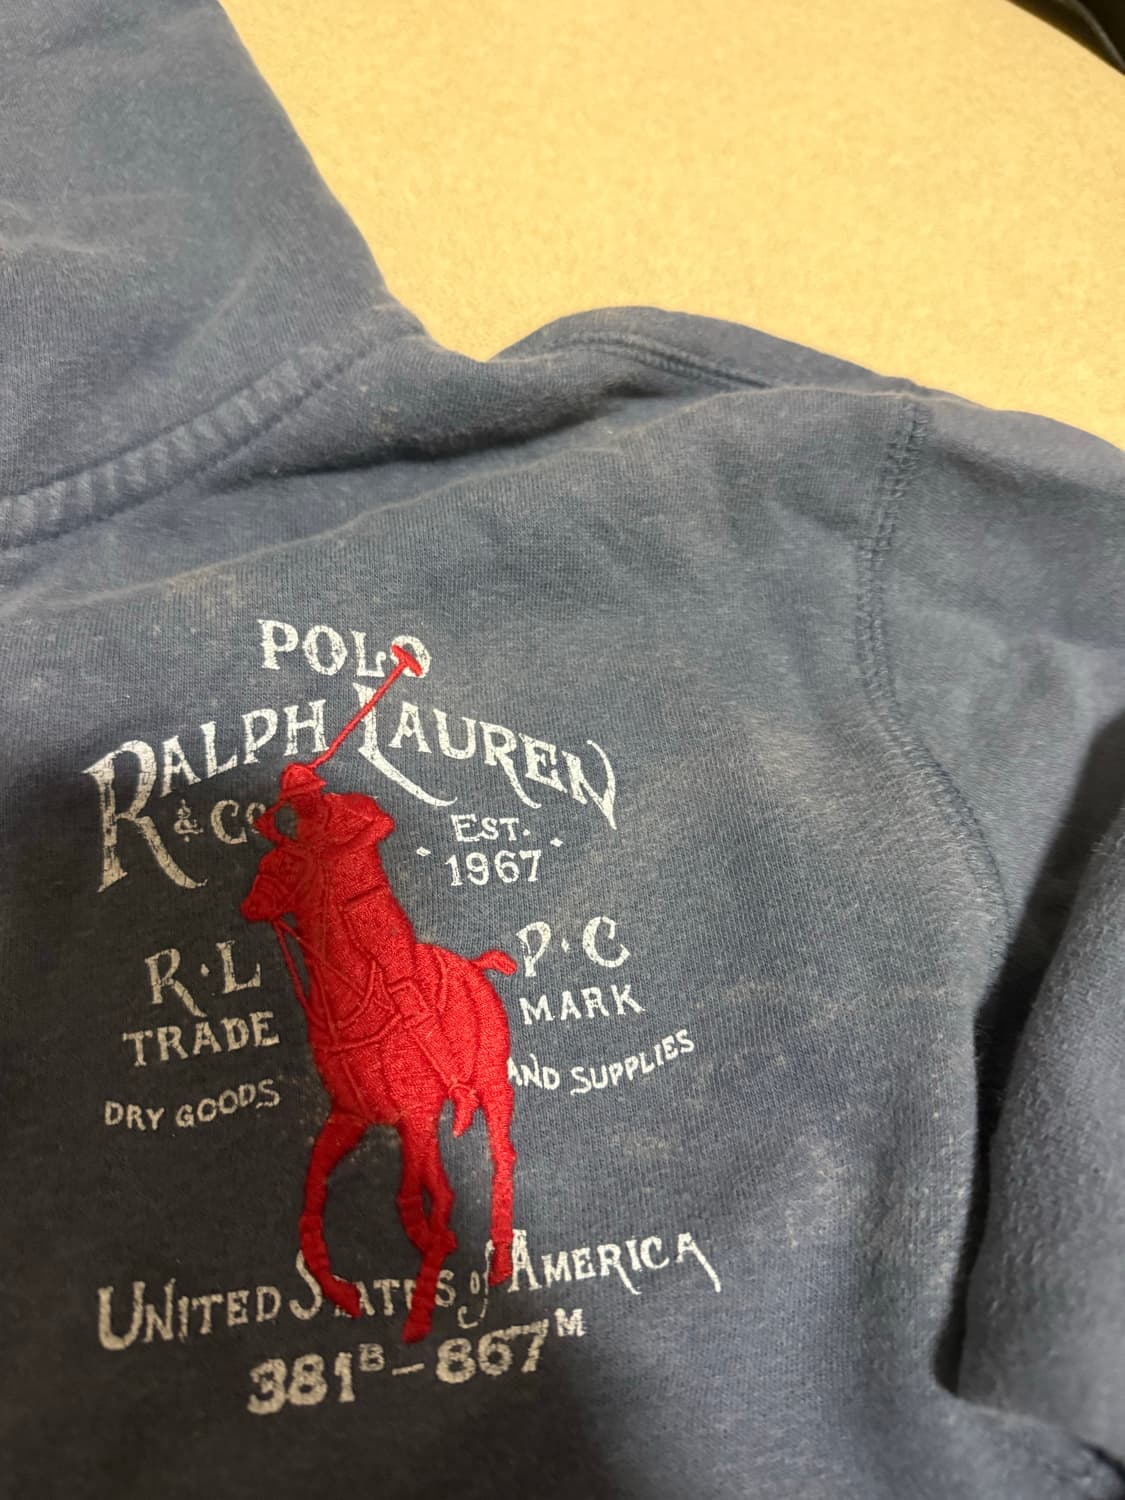 POLO
RALPH LAUREN
& CO
EST.
1967
R·L P·C
TRADE MARK
DRY GOODS AND SUPPLIES
UNITED STATES of AMERICA
381B-867M